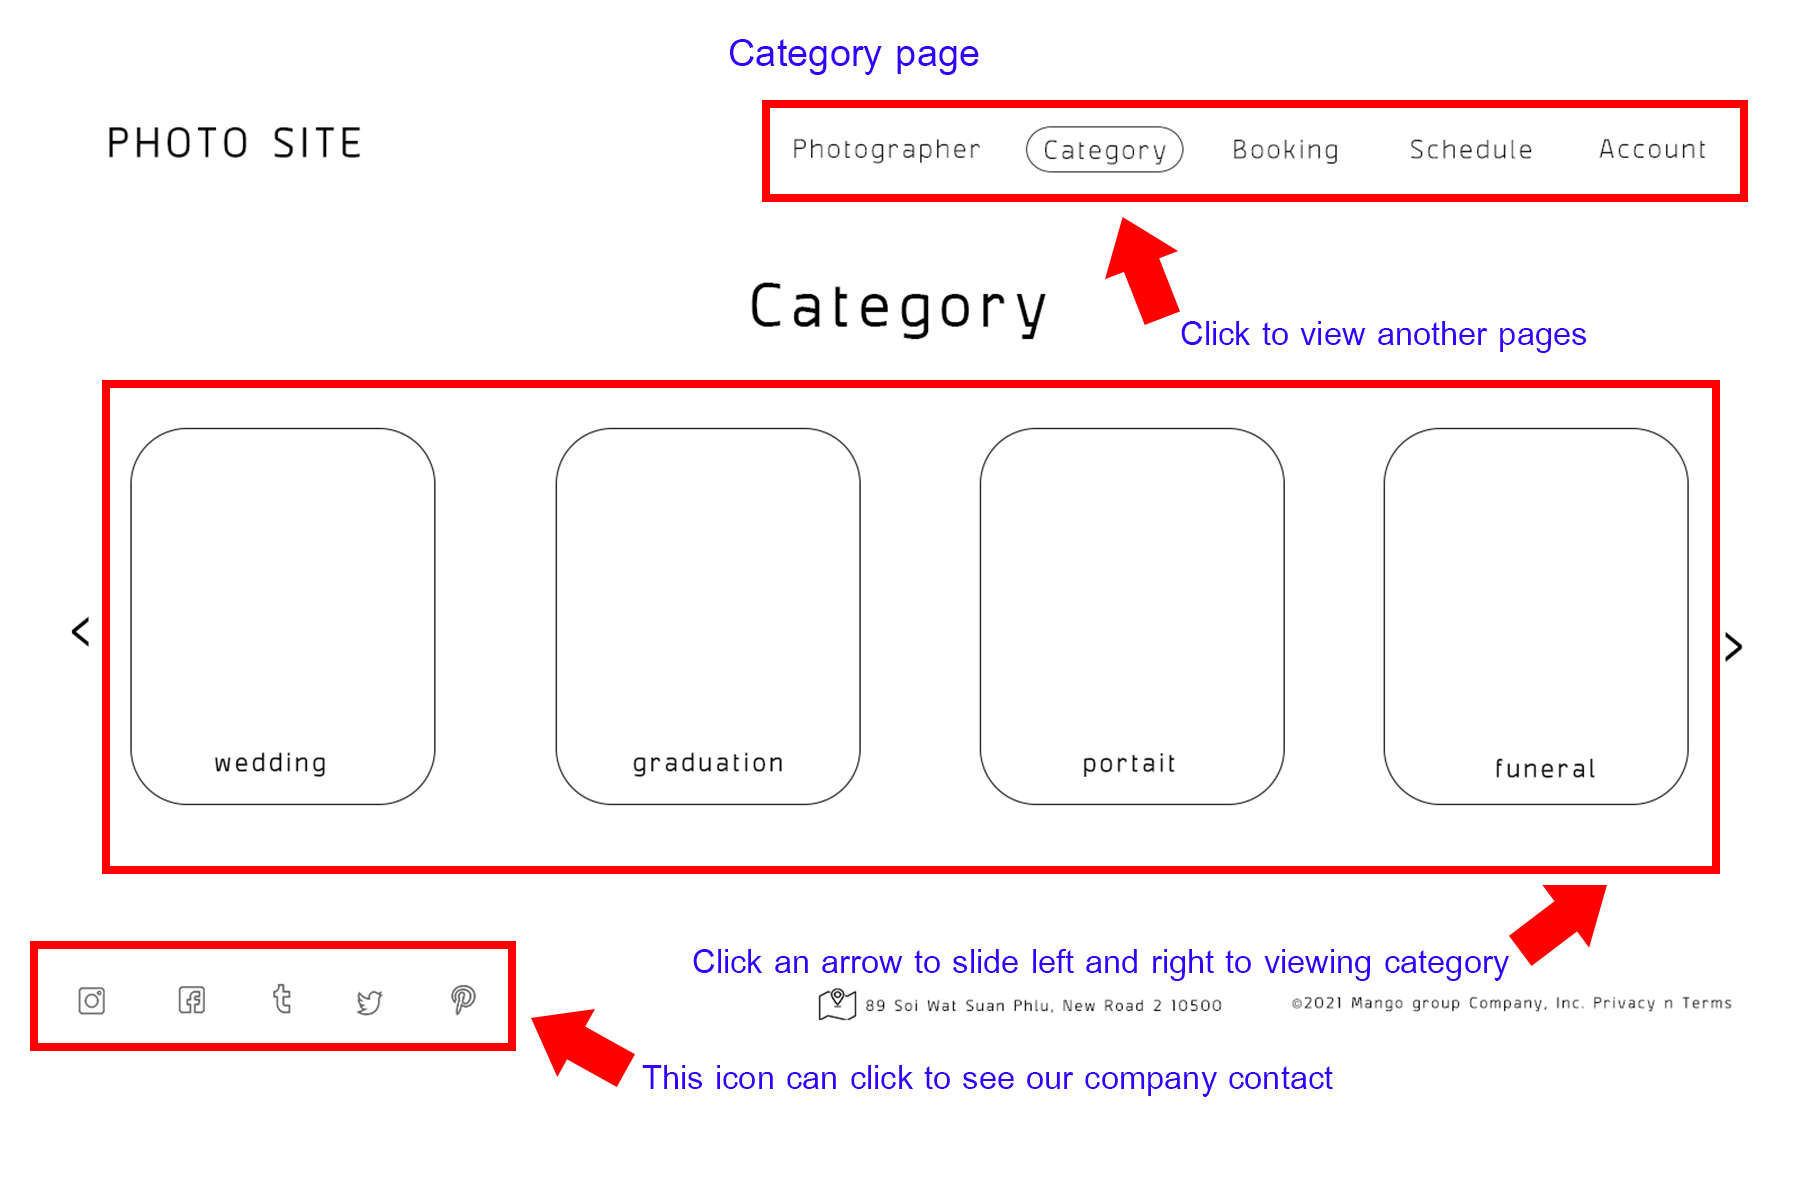 Category page
PHOTO SITE
Photographer Category Booking Schedule Account
Category
Click to view another pages
< >
wedding graduation portait funeral
Click an arrow to slide left and right to viewing category
89 Soi Wat Suan Phlu, New Road 2 10500
©2021 Mango group Company, Inc. Privacy n Terms
This icon can click to see our company contact